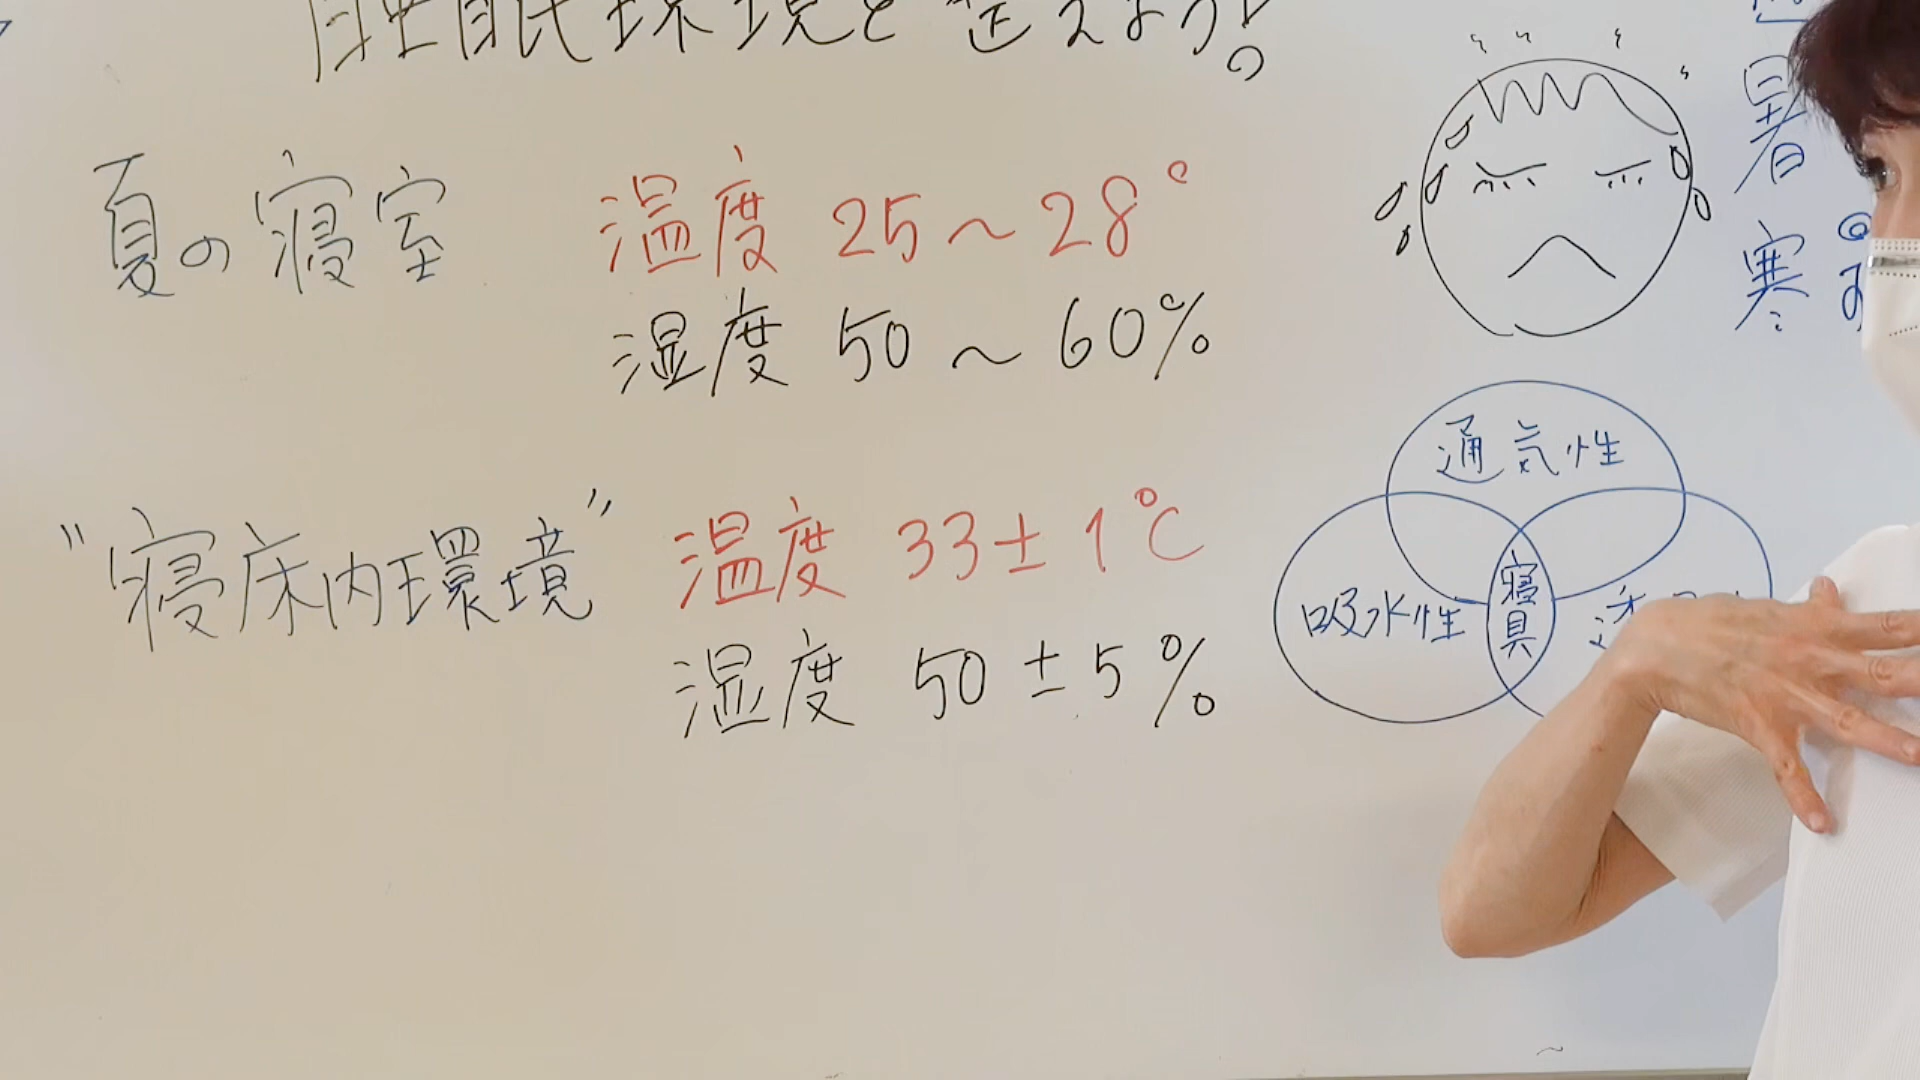 睡眠環境を整えよう!
夏の寝室
温度 25～28°
湿度 50～60%
"寝床内環境"
温度 33±1℃
湿度 50±5%
暑
寒
通気性
吸水性
寝具